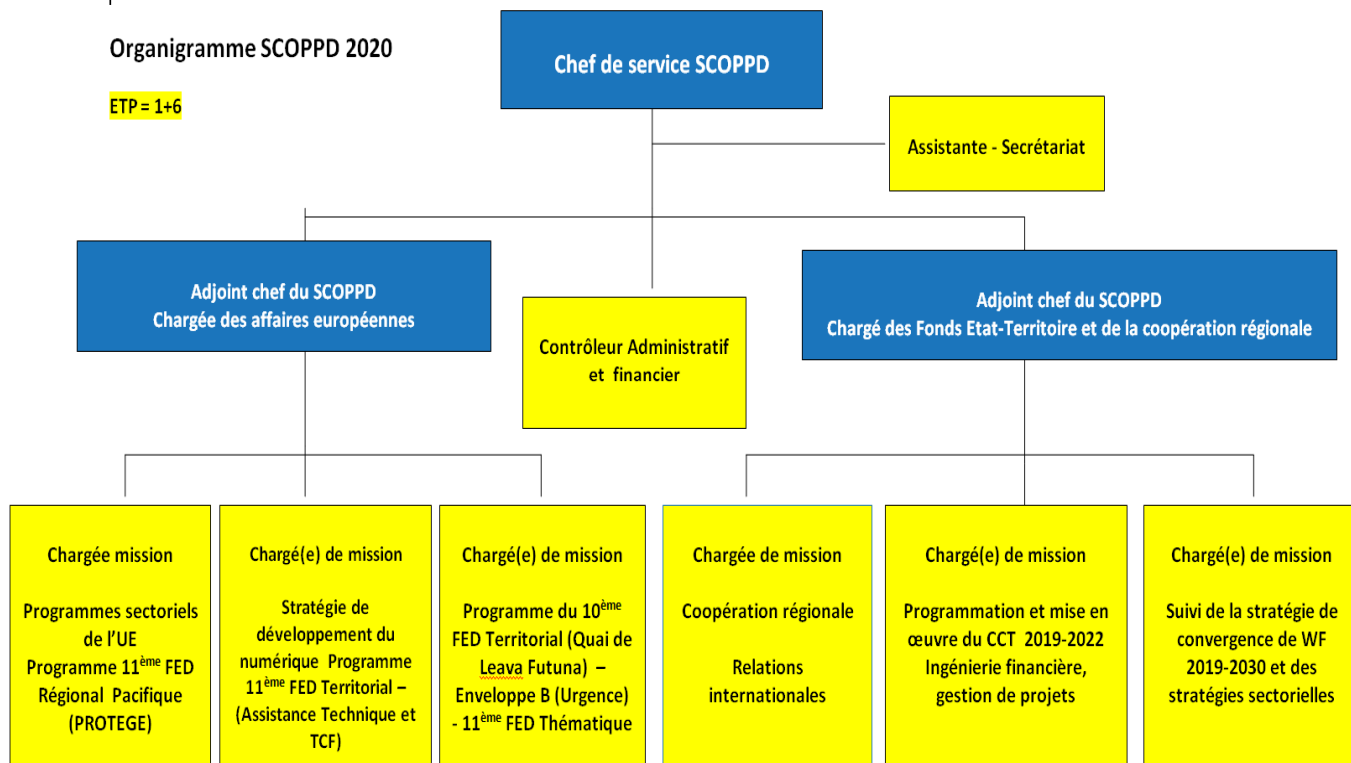 Organigramme SCOPPD 2020
ETP = 1+6
Chef de service SCOPPD
Assistante - Secrétariat
Adjoint chef du SCOPPD
Chargée des affaires européennes
Contrôleur Administratif
et financier
Adjoint chef du SCOPPD
Chargé des Fonds Etat-Territoire et de la coopération régionale
Chargée mission
Programmes sectoriels
de l'UE
Programme 11ème FED
Régional Pacifique
(PROTEGE)
Chargé(e) de mission
Stratégie de
développement du
numérique Programme
11ème FED Territorial –
(Assistance Technique et
TCF)
Chargé(e) de mission
Programme du 10ème
FED Territorial (Quai de
Leava Futuna) –
Enveloppe B (Urgence)
- 11ème FED Thématique
Chargée de mission
Coopération régionale
Relations
internationales
Chargé(e) de mission
Programmation et mise en
œuvre du CCT 2019-2022
Ingénierie financière,
gestion de projets
Chargé(e) de mission
Suivi de la stratégie de
convergence de WF
2019-2030 et des
stratégies sectorielles